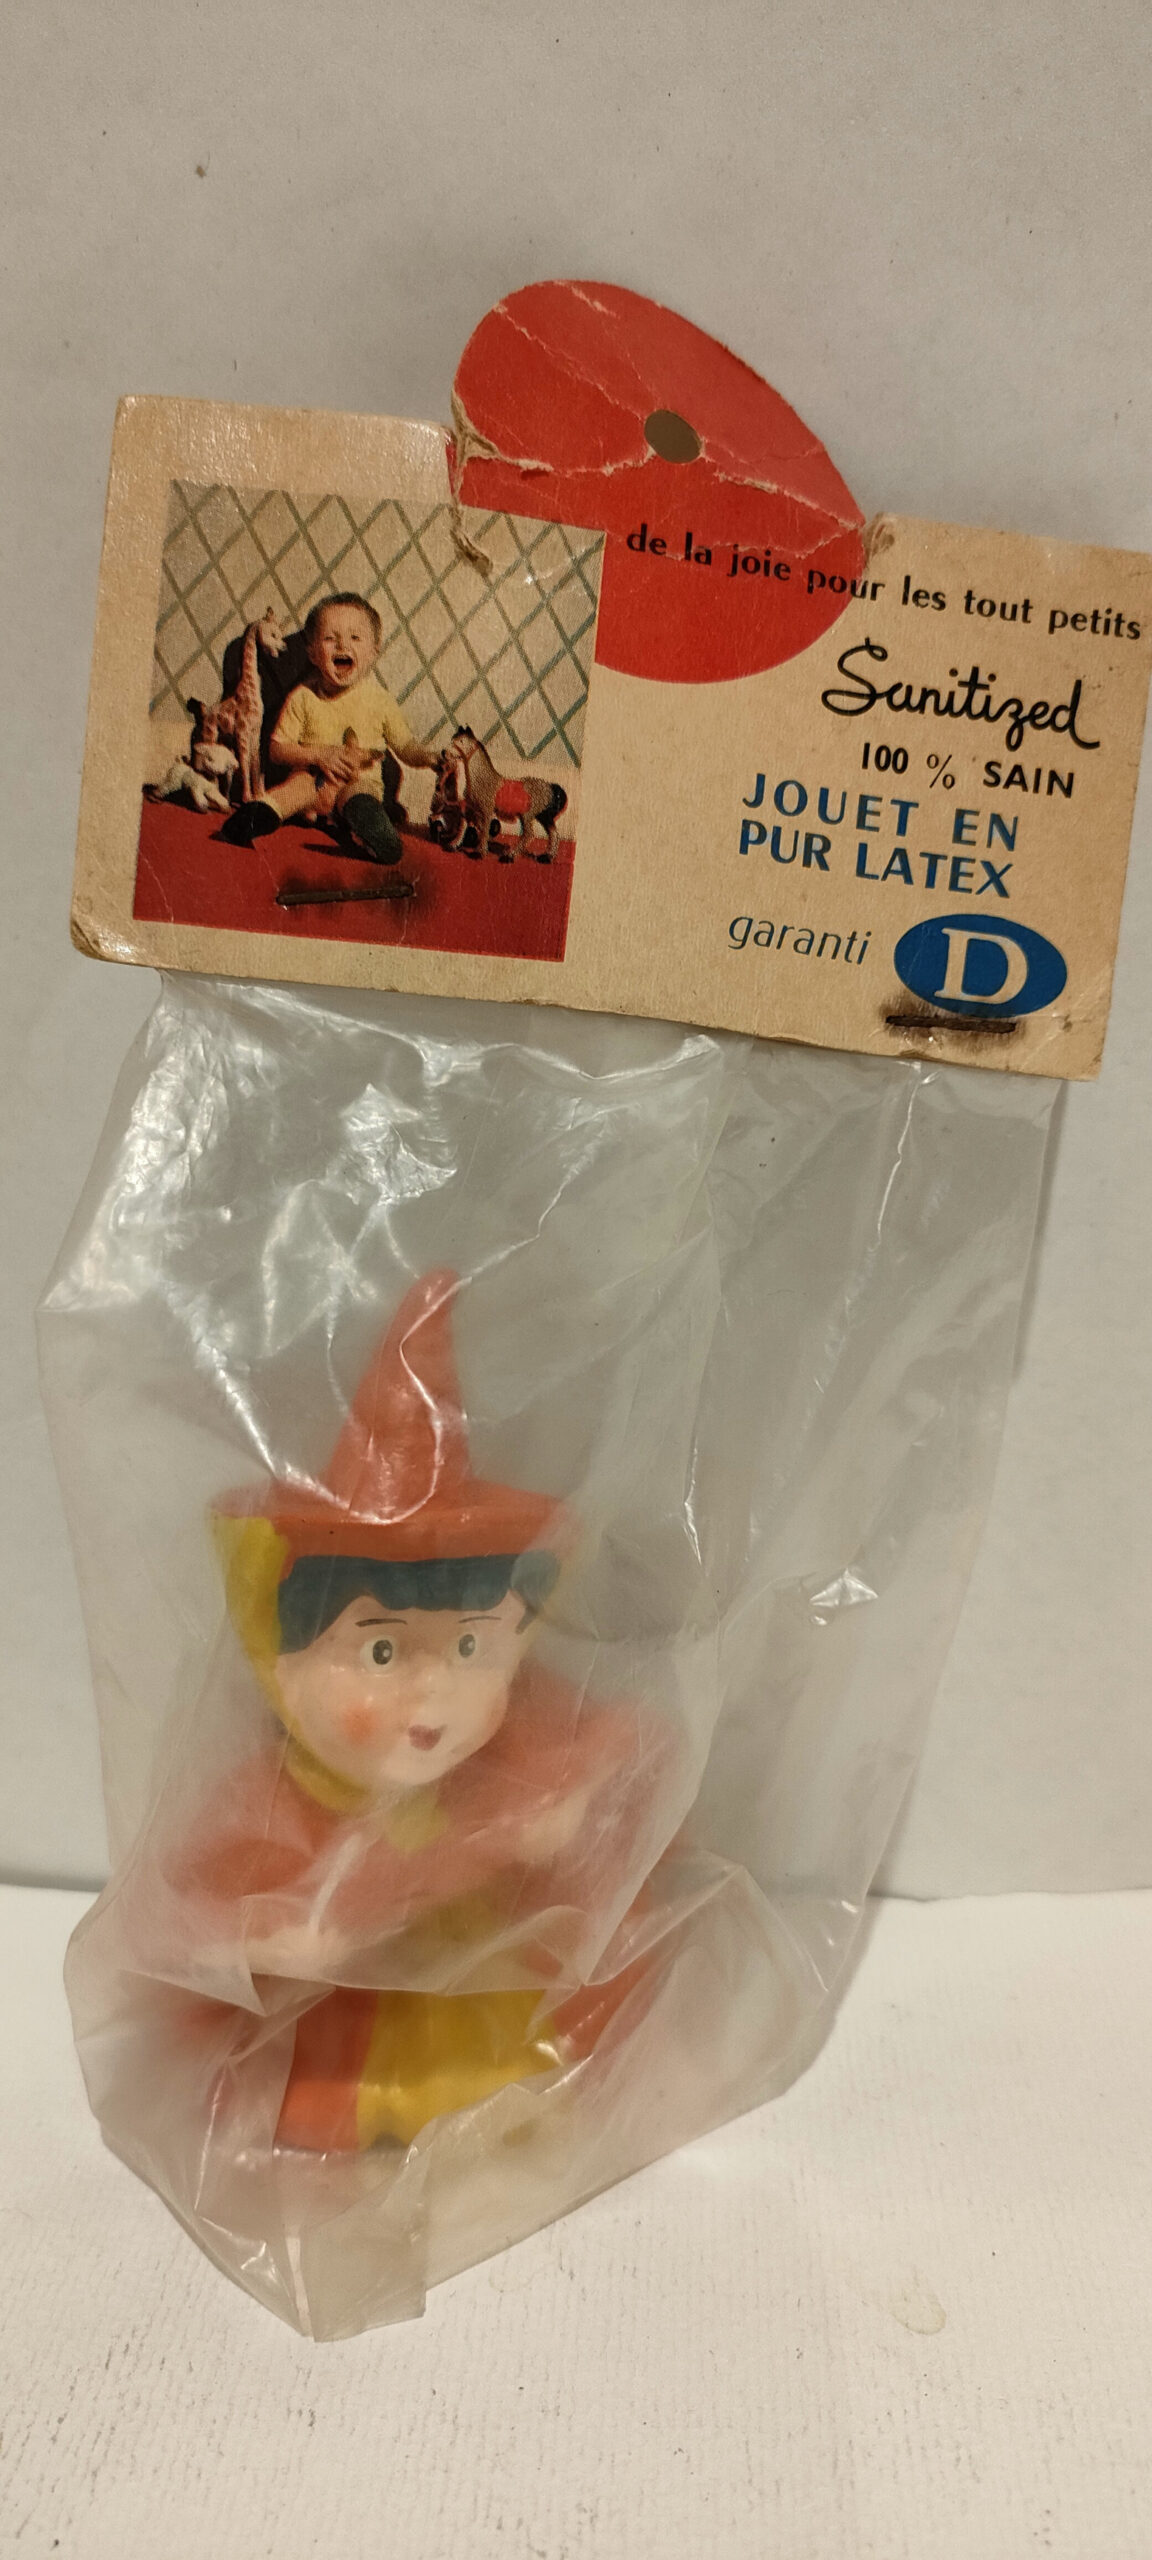 de la joie pour les tout petits
Sanitized
100 % SAIN
JOUET EN
PUR LATEX
garanti D